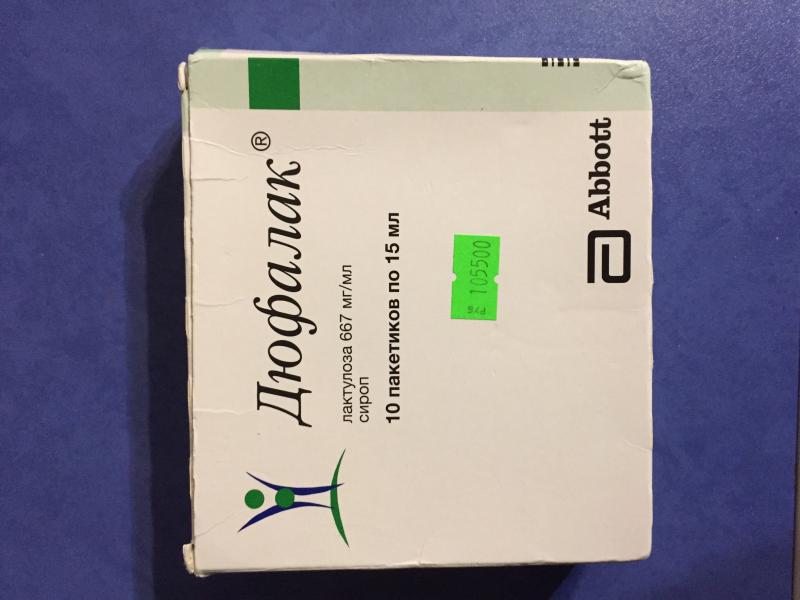 Дюфалак®
лактулоза 667 мг/мл
сироп
10 пакетиков по 15 мл
Руб 105500
Abbott